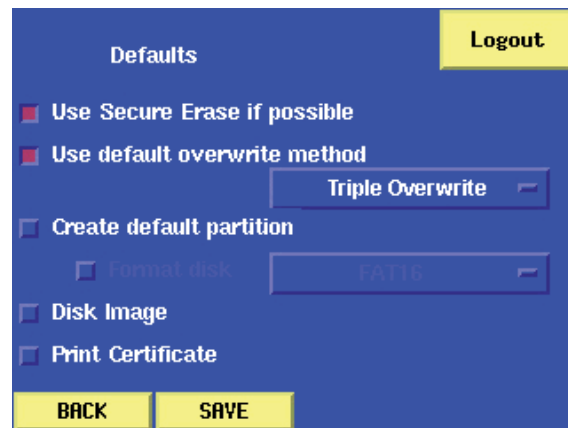 Logout
Defaults
Use Secure Erase if possible
Use default overwrite method
Triple Overwrite
Create default partition
Format disk
FAT16
Disk Image
Print Certificate
BACK
SAVE